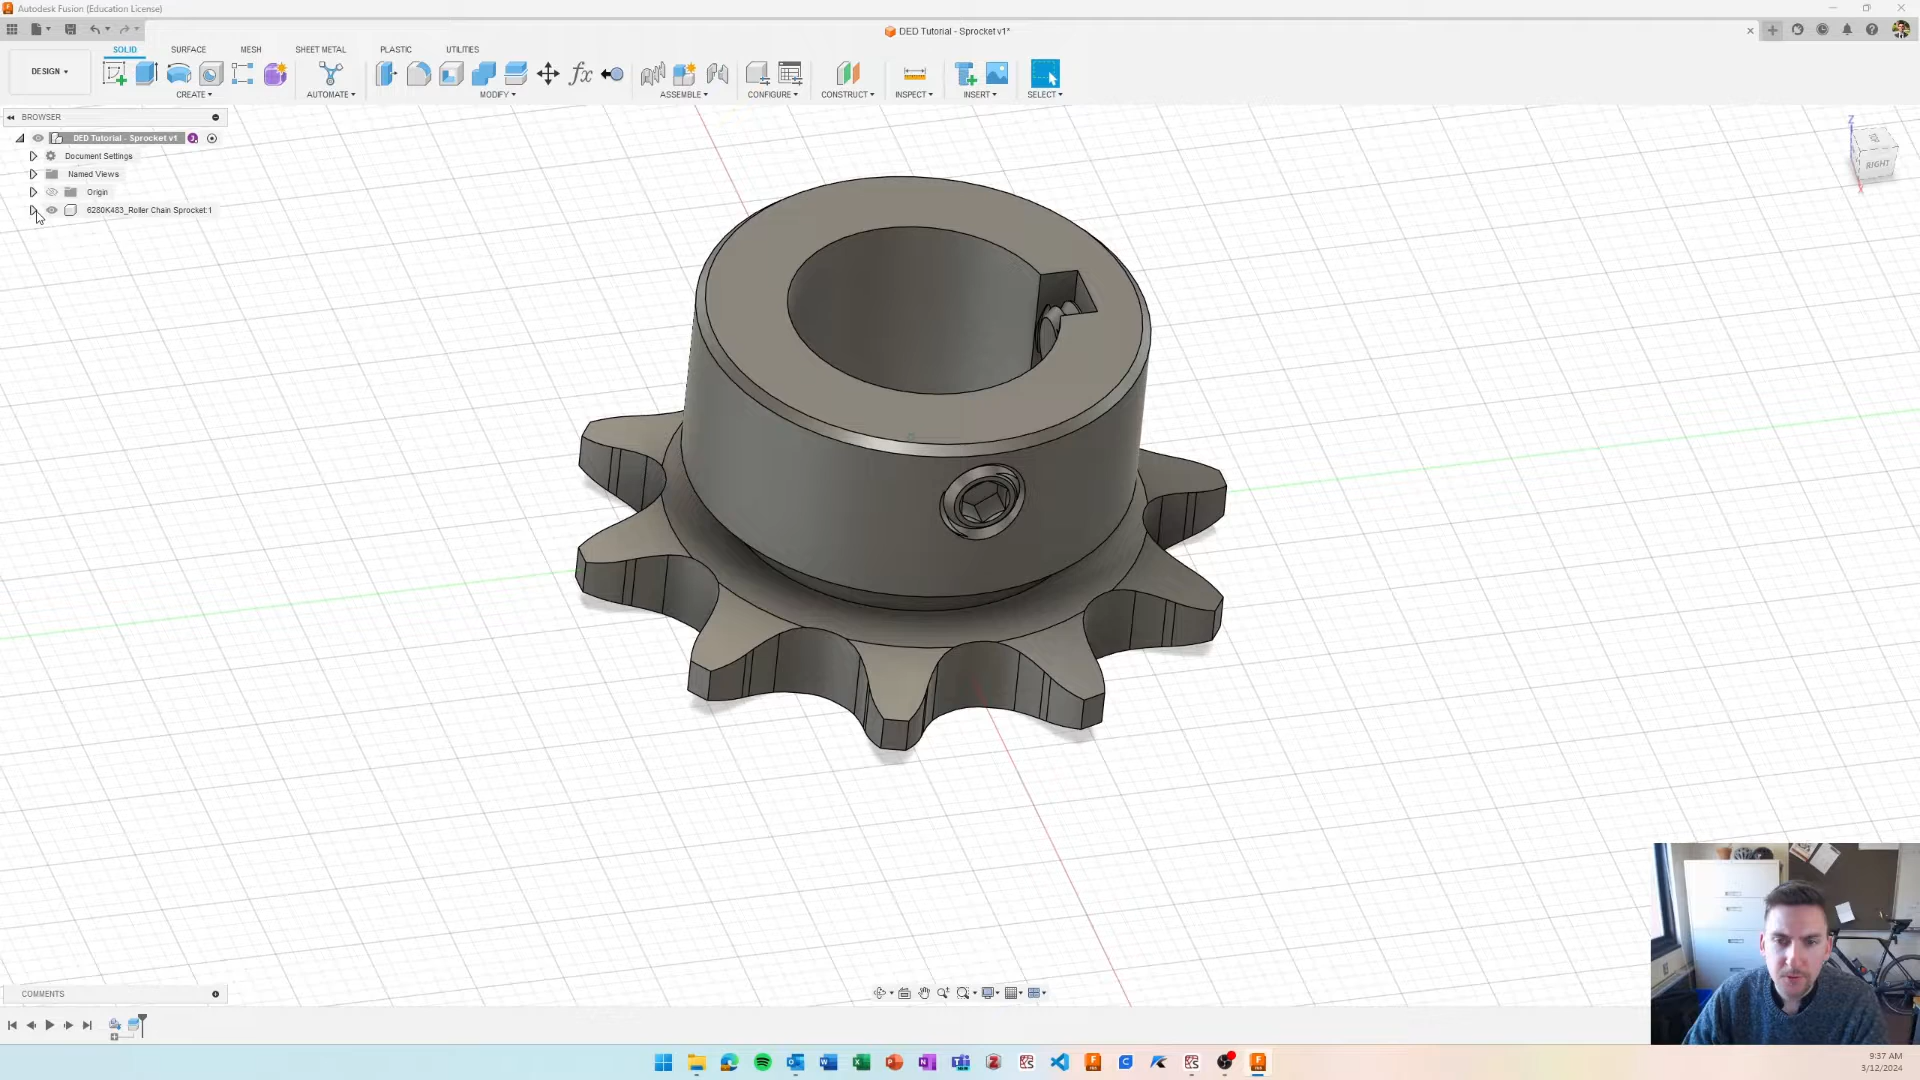 Autodesk Fusion (Education License)
DED Tutorial - Sprocket v1*
DESIGN
SOLID SURFACE MESH SHEET METAL PLASTIC UTILITIES
CREATE AUTOMATE MODIFY ASSEMBLE CONFIGURE CONSTRUCT INSPECT INSERT SELECT
BROWSER
DED Tutorial - Sprocket v1
Document Settings
Named Views
Origin
6280K483_Roller Chain Sprocket:1
Z
RIGHT
X
COMMENTS
9:37 AM
3/12/2024